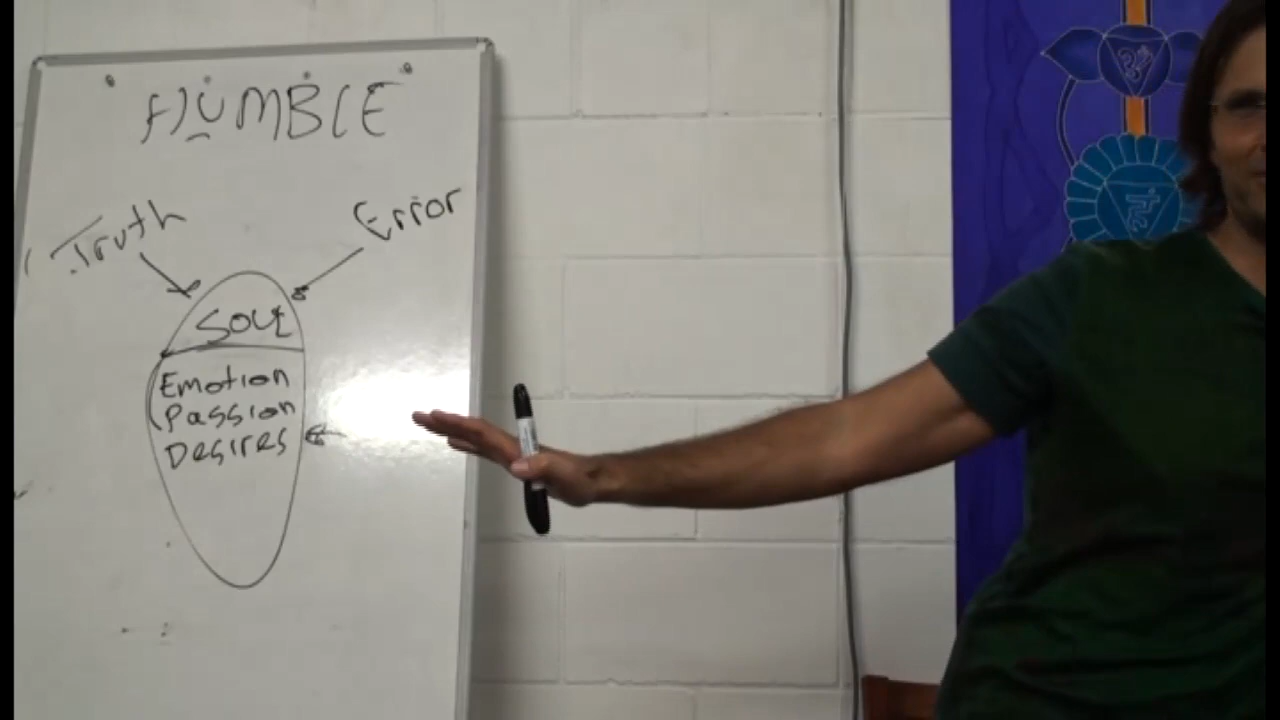 HUMBLE
Truth
Error
SOUL
Emotion
Passion
Desires
ॐ